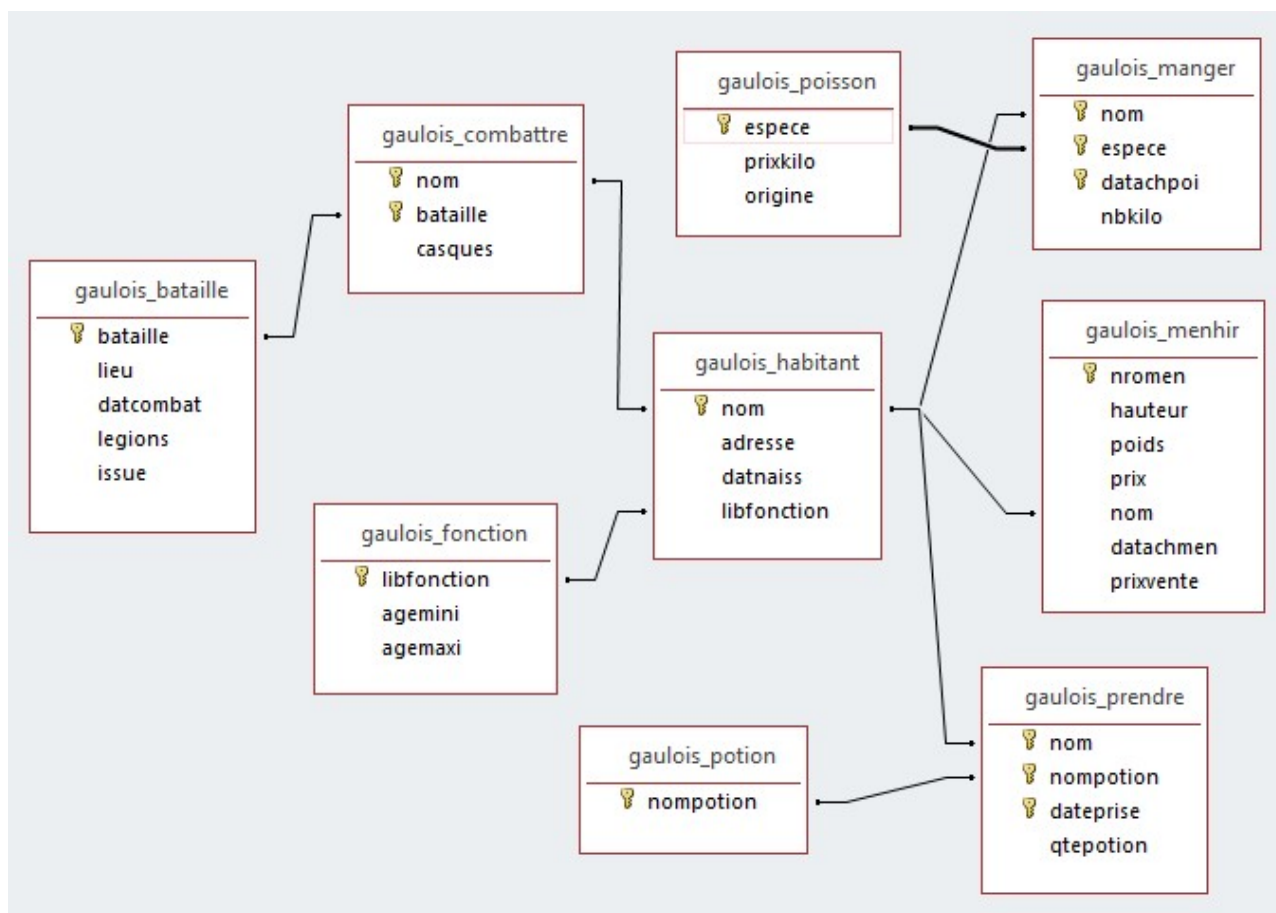 gaulois_poisson
espece
prixkilo
origine
gaulois_manger
nom
espece
datachpoi
nbkilo
gaulois_combattre
nom
bataille
casques
gaulois_bataille
bataille
lieu
datcombat
legions
issue
gaulois_habitant
nom
adresse
datnaiss
libfonction
gaulois_menhir
nromen
hauteur
poids
prix
nom
datachmen
prixvente
gaulois_fonction
libfonction
agemini
agemaxi
gaulois_potion
nompotion
gaulois_prendre
nom
nompotion
dateprise
qtepotion